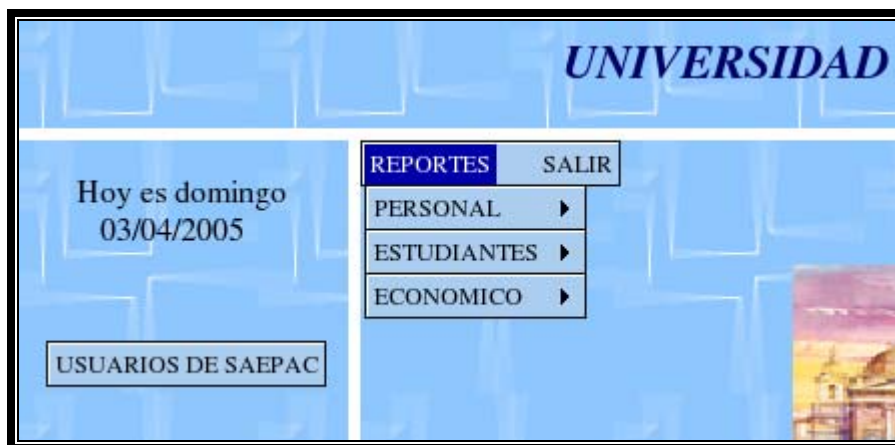 UNIVERSIDAD
Hoy es domingo
03/04/2005
USUARIOS DE SAEPAC
REPORTES SALIR
PERSONAL
ESTUDIANTES
ECONOMICO